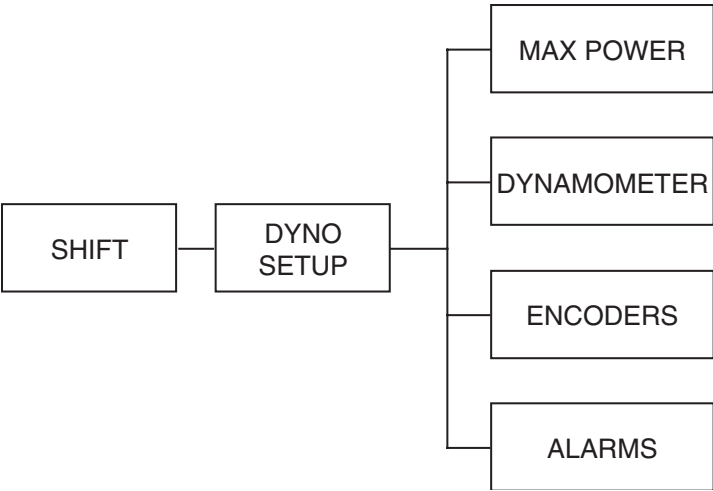 MAX POWER
DYNAMOMETER
SHIFT
DYNO
SETUP
ENCODERS
ALARMS